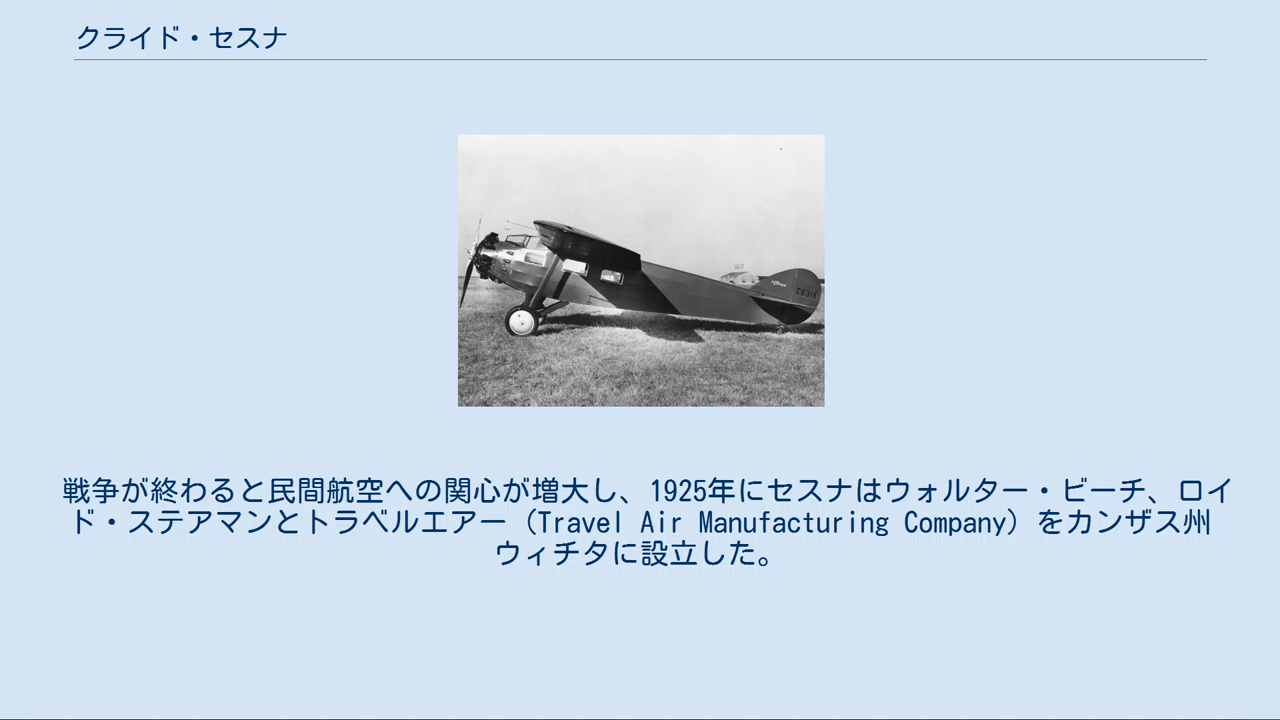 クライド・セスナ
C631K
戦争が終わると民間航空への関心が増大し、1925年にセスナはウォルター・ビーチ、ロイ
ド・ステアマンとトラベルエアー（Travel Air Manufacturing Company）をカンザス州
ウィチタに設立した。